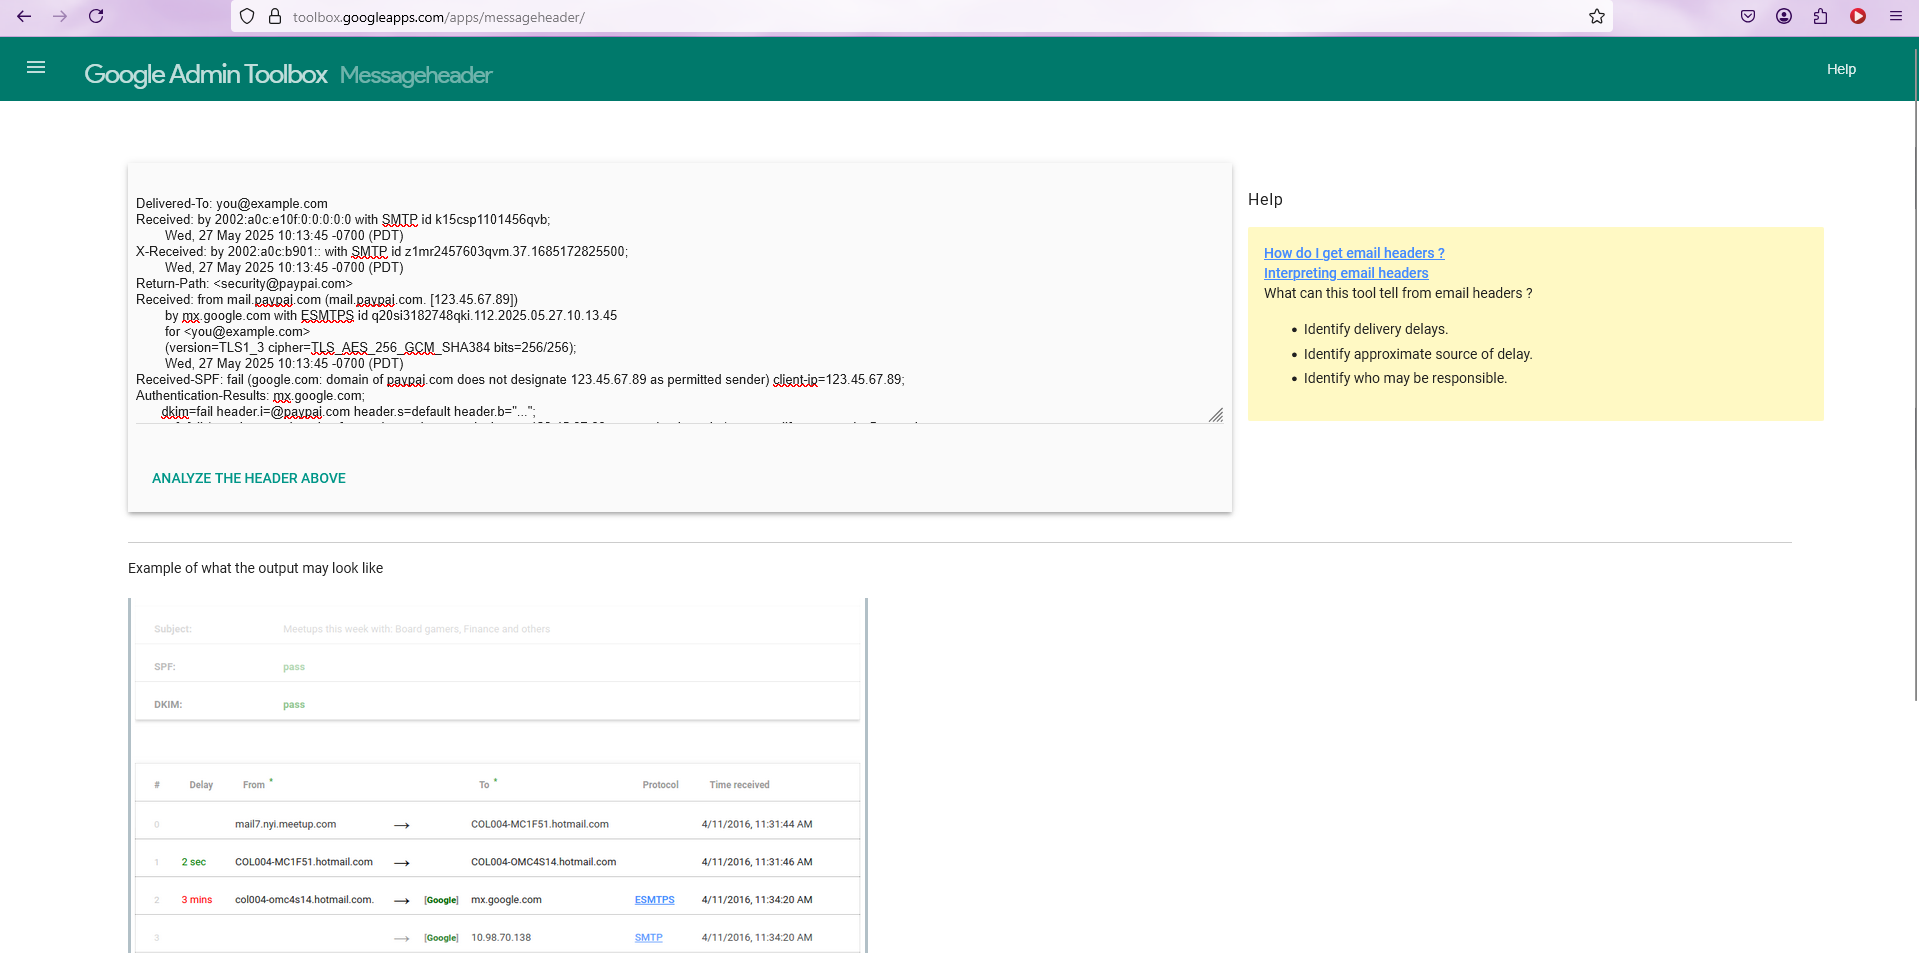 toolbox.googleapps.com/apps/messageheader/
Google Admin Toolbox Messageheader
Help
Delivered-To: you@example.com
Received: by 2002:a0c:e10f:0:0:0:0:0 with SMTP id k15csp1101456qvb;
Wed, 27 May 2025 10:13:45 -0700 (PDT)
X-Received: by 2002:a0c:b901:: with SMTP id z1mr2457603qvm.37.1685172825500;
Wed, 27 May 2025 10:13:45 -0700 (PDT)
Return-Path: <security@paypai.com>
Received: from mail.paypai.com (mail.paypai.com. [123.45.67.89])
by mx.google.com with ESMTPS id q20si3182748qki.112.2025.05.27.10.13.45
for <you@example.com>
(version=TLS1_3 cipher=TLS_AES_256_GCM_SHA384 bits=256/256);
Wed, 27 May 2025 10:13:45 -0700 (PDT)
Received-SPF: fail (google.com: domain of paypai.com does not designate 123.45.67.89 as permitted sender) client-ip=123.45.67.89;
Authentication-Results: mx.google.com;
dkim=fail header.i=@paypai.com header.s=default header.b="...";
ANALYZE THE HEADER ABOVE
Help
How do I get email headers ?
Interpreting email headers
What can this tool tell from email headers ?
• Identify delivery delays.
• Identify approximate source of delay.
• Identify who may be responsible.
Example of what the output may look like
Subject: Meetups this week with: Board gamers, Finance and others
SPF: pass
DKIM: pass
# Delay From * To * Protocol Time received
0 mail7.nyi.meetup.com → COL004-MC1F51.hotmail.com 4/11/2016, 11:31:44 AM
1 2 sec COL004-MC1F51.hotmail.com → COL004-OMC4S14.hotmail.com 4/11/2016, 11:31:46 AM
2 3 mins col004-omc4s14.hotmail.com. → [Google] mx.google.com ESMTPS 4/11/2016, 11:34:20 AM
3 → [Google] 10.98.70.138 SMTP 4/11/2016, 11:34:20 AM